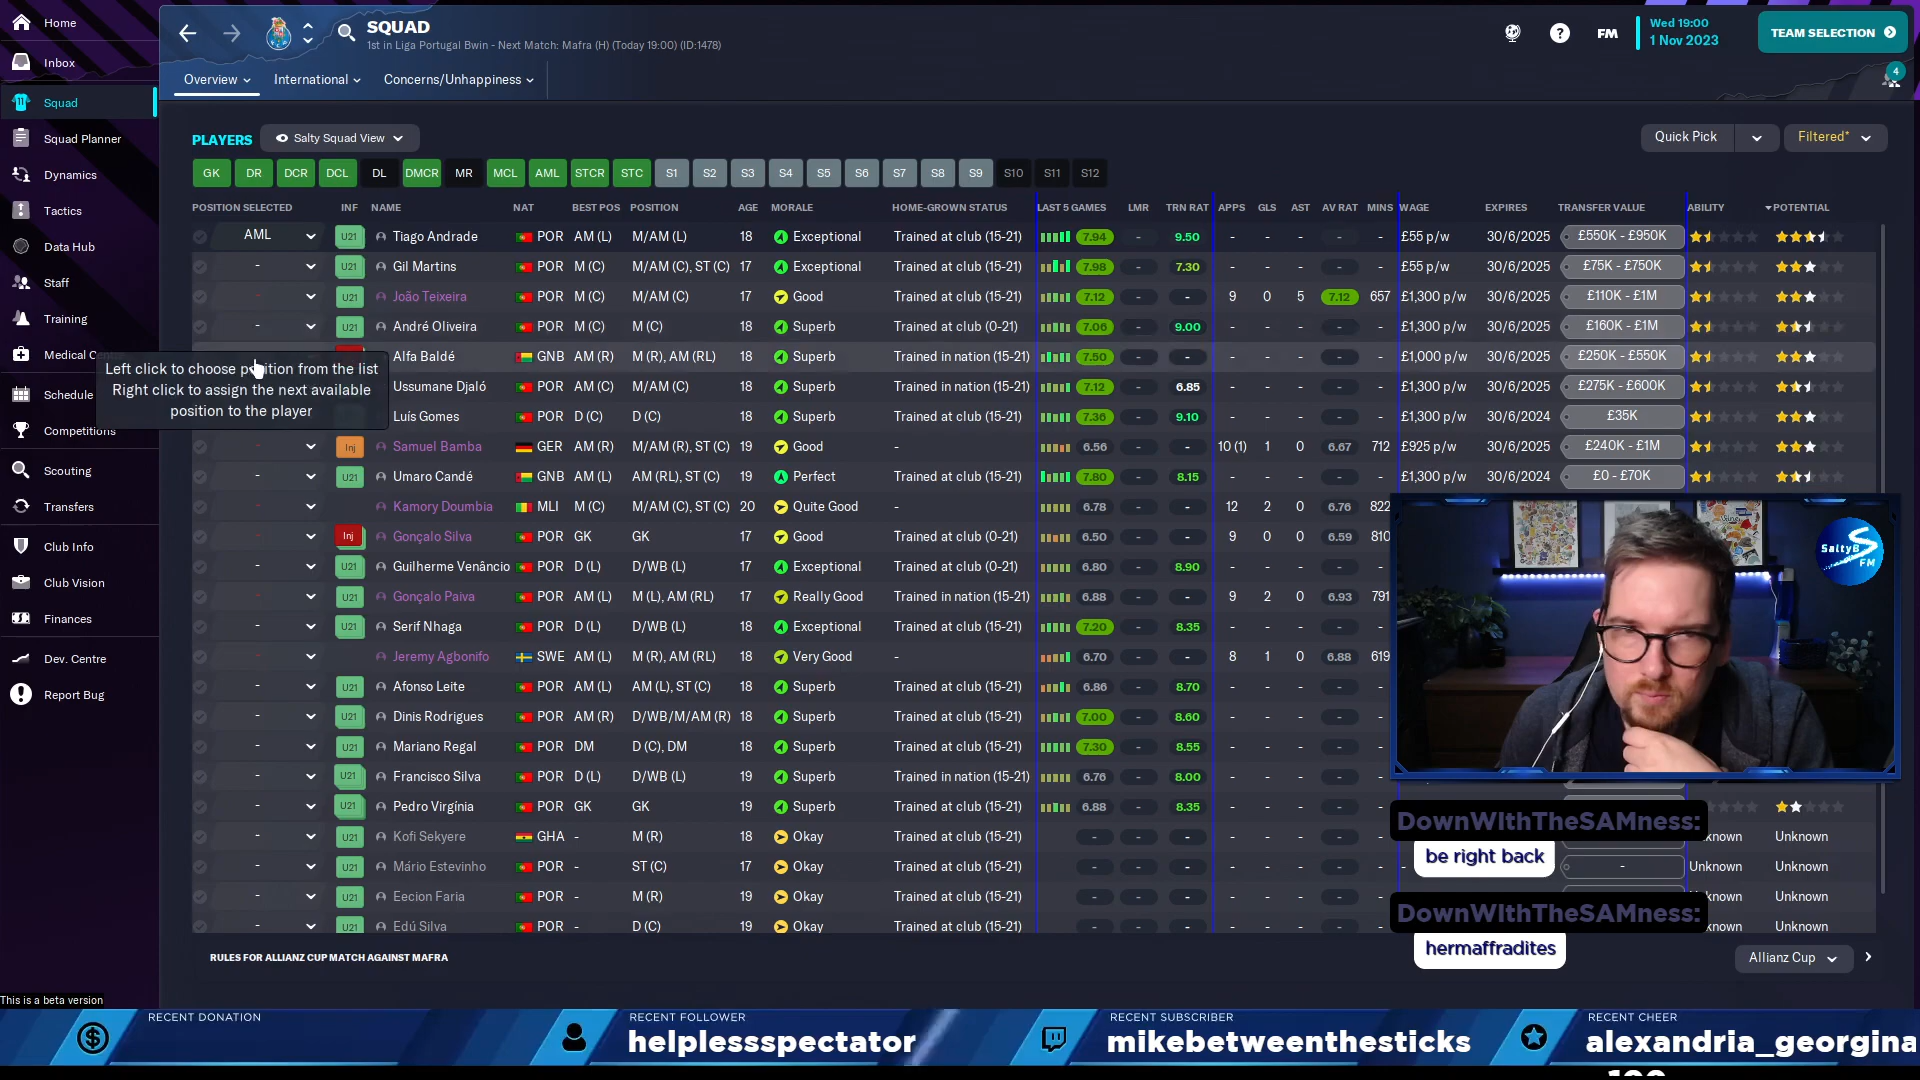 Home
Inbox
Squad
Squad Planner
Dynamics
Tactics
Data Hub
Staff
Training
Medical
Schedule
Competitions
Scouting
Transfers
Club Info
Club Vision
Finances
Dev. Centre
Report Bug
This is a beta version
SQUAD
1st in Liga Portugal Bwin - Next Match: Mafra (H) (Today 19:00) (ID:1478)
FM
Wed 19:00
1 Nov 2023
TEAM SELECTION
Overview International Concerns/Unhappiness
4
PLAYERS Salty Squad View Quick Pick Filtered*
GK DR DCR DCL DL DMCR MR MCL AML STCR STC S1 S2 S3 S4 S5 S6 S7 S8 S9 S10 S11 S12
POSITION SELECTED INF NAME NAT BEST POS POSITION AGE MORALE HOME-GROWN STATUS LAST 5 GAMES LMR TRN RAT APPS GLS AST AV RAT MINS WAGE EXPIRES TRANSFER VALUE ABILITY POTENTIAL
AML U21 Tiago Andrade POR AM (L) M/AM (L) 18 Exceptional Trained at club (15-21) 7.94 - 9.50 - - - - - £55 p/w 30/6/2025 £550K - £950K
- U21 Gil Martins POR M (C) M/AM (C), ST (C) 17 Exceptional Trained at club (15-21) 7.98 - 7.30 - - - - - £55 p/w 30/6/2025 £75K - £750K
- U21 João Teixeira POR M (C) M/AM (C) 17 Good Trained at club (15-21) 7.12 - - 9 0 5 7.12 657 £1,300 p/w 30/6/2025 £110K - £1M
- U21 André Oliveira POR M (C) M (C) 18 Superb Trained at club (0-21) 7.06 - 9.00 - - - - - £1,300 p/w 30/6/2025 £160K - £1M
Alfa Baldé GNB AM (R) M (R), AM (RL) 18 Superb Trained in nation (15-21) 7.50 - - - - - - - £1,000 p/w 30/6/2025 £250K - £550K
Ussumane Djaló POR AM (C) M/AM (C) 18 Superb Trained in nation (15-21) 7.12 - 6.85 - - - - - £1,300 p/w 30/6/2025 £275K - £600K
Luís Gomes POR D (C) D (C) 18 Superb Trained at club (15-21) 7.36 - 9.10 - - - - - £1,300 p/w 30/6/2024 £35K
- Inj Samuel Bamba GER AM (R) M/AM (R), ST (C) 19 Good - 6.56 - - 10 (1) 1 0 6.67 712 £925 p/w 30/6/2025 £240K - £1M
- U21 Umaro Candé GNB AM (L) AM (RL), ST (C) 19 Perfect Trained at club (15-21) 7.80 - 8.15 - - - - - £1,300 p/w 30/6/2024 £0 - £70K
- Kamory Doumbia MLI M (C) M/AM (C), ST (C) 20 Quite Good - 6.78 - - 12 2 0 6.76 822
- Inj Gonçalo Silva POR GK GK 17 Good Trained at club (0-21) 6.50 - - 9 0 0 6.59 810
- U21 Guilherme Venâncio POR D (L) D/WB (L) 17 Exceptional Trained at club (0-21) 6.80 - 8.90 - - - - -
- U21 Gonçalo Paiva POR AM (L) M (L), AM (RL) 17 Really Good Trained in nation (15-21) 6.88 - - 9 2 0 6.93 791
- U21 Serif Nhaga POR D (L) D/WB (L) 18 Exceptional Trained at club (15-21) 7.20 - 8.35 - - - - -
- Jeremy Agbonifo SWE AM (L) M (R), AM (RL) 18 Very Good - 6.70 - - 8 1 0 6.88 619
- U21 Afonso Leite POR AM (L) AM (L), ST (C) 18 Superb Trained at club (15-21) 6.86 - 8.70 - - - - -
- U21 Dinis Rodrigues POR AM (R) D/WB/M/AM (R) 18 Superb Trained at club (15-21) 7.00 - 8.60 - - - - -
- U21 Mariano Regal POR DM D (C), DM 18 Superb Trained at club (15-21) 7.30 - 8.55 - - - - -
- U21 Francisco Silva POR D (L) D/WB (L) 19 Superb Trained in nation (15-21) 6.76 - 8.00 - - - - -
- U21 Pedro Virgínia POR GK GK 19 Superb Trained at club (15-21) 6.88 - 8.35 - - - - -
- U21 Kofi Sekyere GHA - M (R) 18 Okay Trained at club (15-21) - - - - - - - - Unknown
- U21 Mário Estevinho POR - ST (C) 17 Okay Trained at club (15-21) - - - - - - - - - - Unknown Unknown
- U21 Eecion Faria POR - M (R) 19 Okay Trained at club (15-21) - - - - - - - - Unknown
- U21 Edú Silva POR - D (C) 19 Okay Trained at club (15-21) - - - - - - - - Unknown
Left click to choose position from the list
Right click to assign the next available
position to the player
SaltyB
S
FM
DownWIthTheSAMness:
be right back
DownWIthTheSAMness:
hermaffradites
RULES FOR ALLIANZ CUP MATCH AGAINST MAFRA
Allianz Cup
RECENT DONATION
RECENT FOLLOWER
helplessspectator
RECENT SUBSCRIBER
mikebetweenthesticks
RECENT CHEER
alexandria_georgina